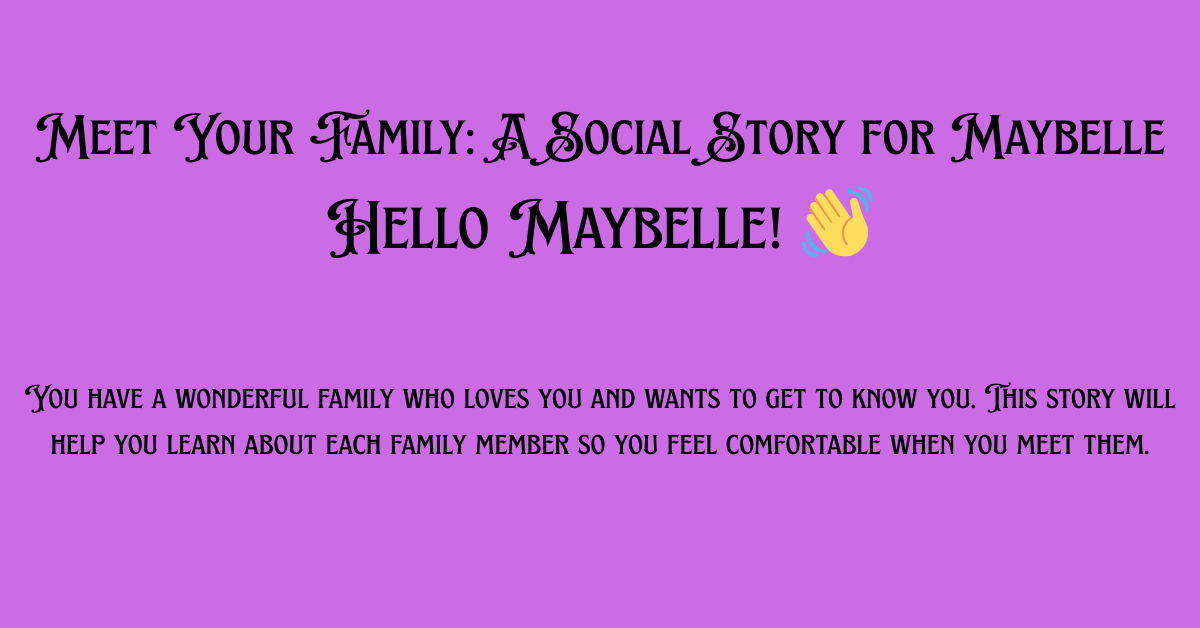 Meet Your Family: A Social Story for Maybelle
Hello Maybelle! 👋
You have a wonderful family who loves you and wants to get to know you. This story will
help you learn about each family member so you feel comfortable when you meet them.